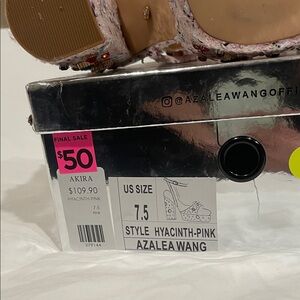 @AZALEAWANGOFFI
FINAL SALE
$50
AKIRA
$109.90
HYACINTH-PINK
7.5
PINK
US SIZE
7.5
STYLE HYACINTH-PINK
AZALEA WANG